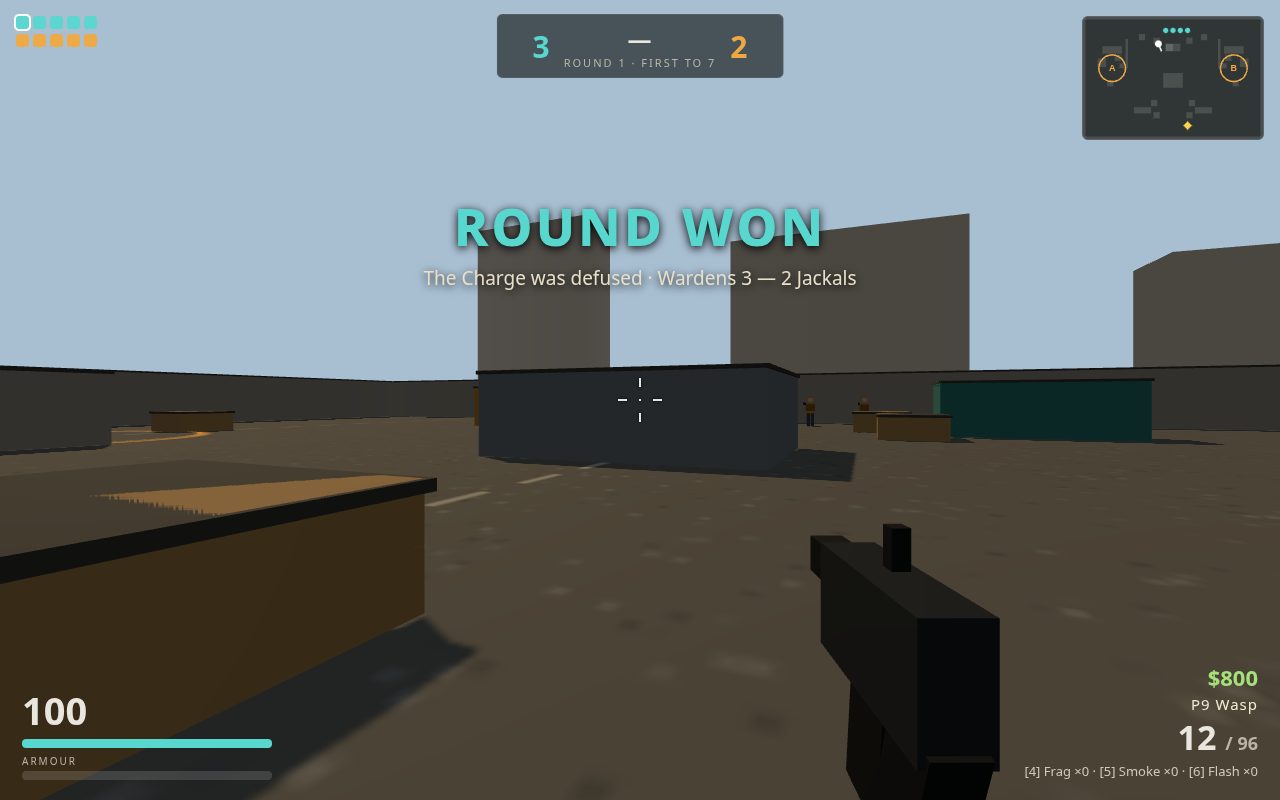 3 — 2
ROUND 1 · FIRST TO 7
A
B
ROUND WON
The Charge was defused · Wardens 3 — 2 Jackals
100
ARMOUR
$800
P9 Wasp
12 / 96
[4] Frag ×0 · [5] Smoke ×0 · [6] Flash ×0